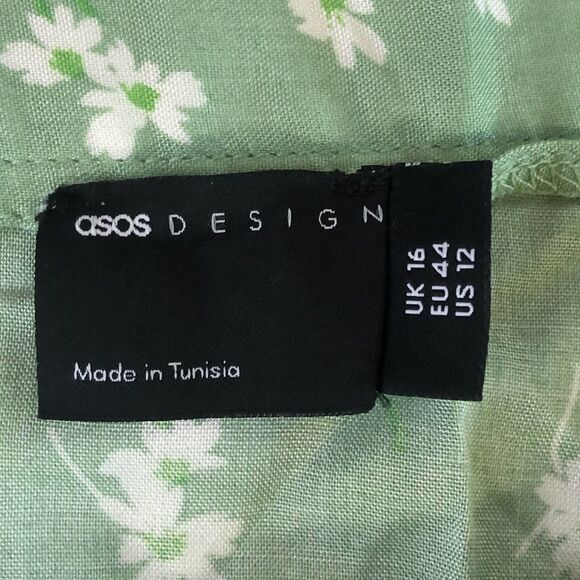 asos DESIGN
Made in Tunisia
UK 16
EU 44
US 12